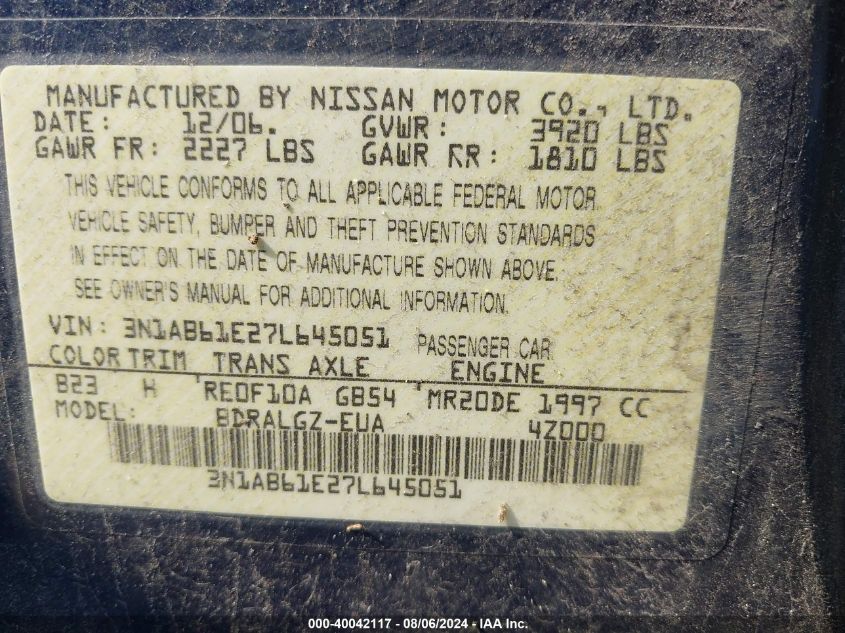 MANUFACTURED BY NISSAN MOTOR CO., LTD.
DATE: 12/06. GVWR: 3920 LBS
GAWR FR: 2227 LBS GAWR RR: 1810 LBS
THIS VEHICLE CONFORMS TO ALL APPLICABLE FEDERAL MOTOR
VEHICLE SAFETY, BUMPER AND THEFT PREVENTION STANDARDS
IN EFFECT ON THE DATE OF MANUFACTURE SHOWN ABOVE.
SEE OWNER'S MANUAL FOR ADDITIONAL INFORMATION.
VIN: 3N1AB61E27L645051 PASSENGER CAR
COLOR TRIM TRANS AXLE ENGINE
B23 H RE0F10A GB54 MR20DE 1997 CC
MODEL: BDRALGZ-EUA 4Z000
3N1AB61E27L645051
000-40042117 - 08/06/2024 - IAA Inc.